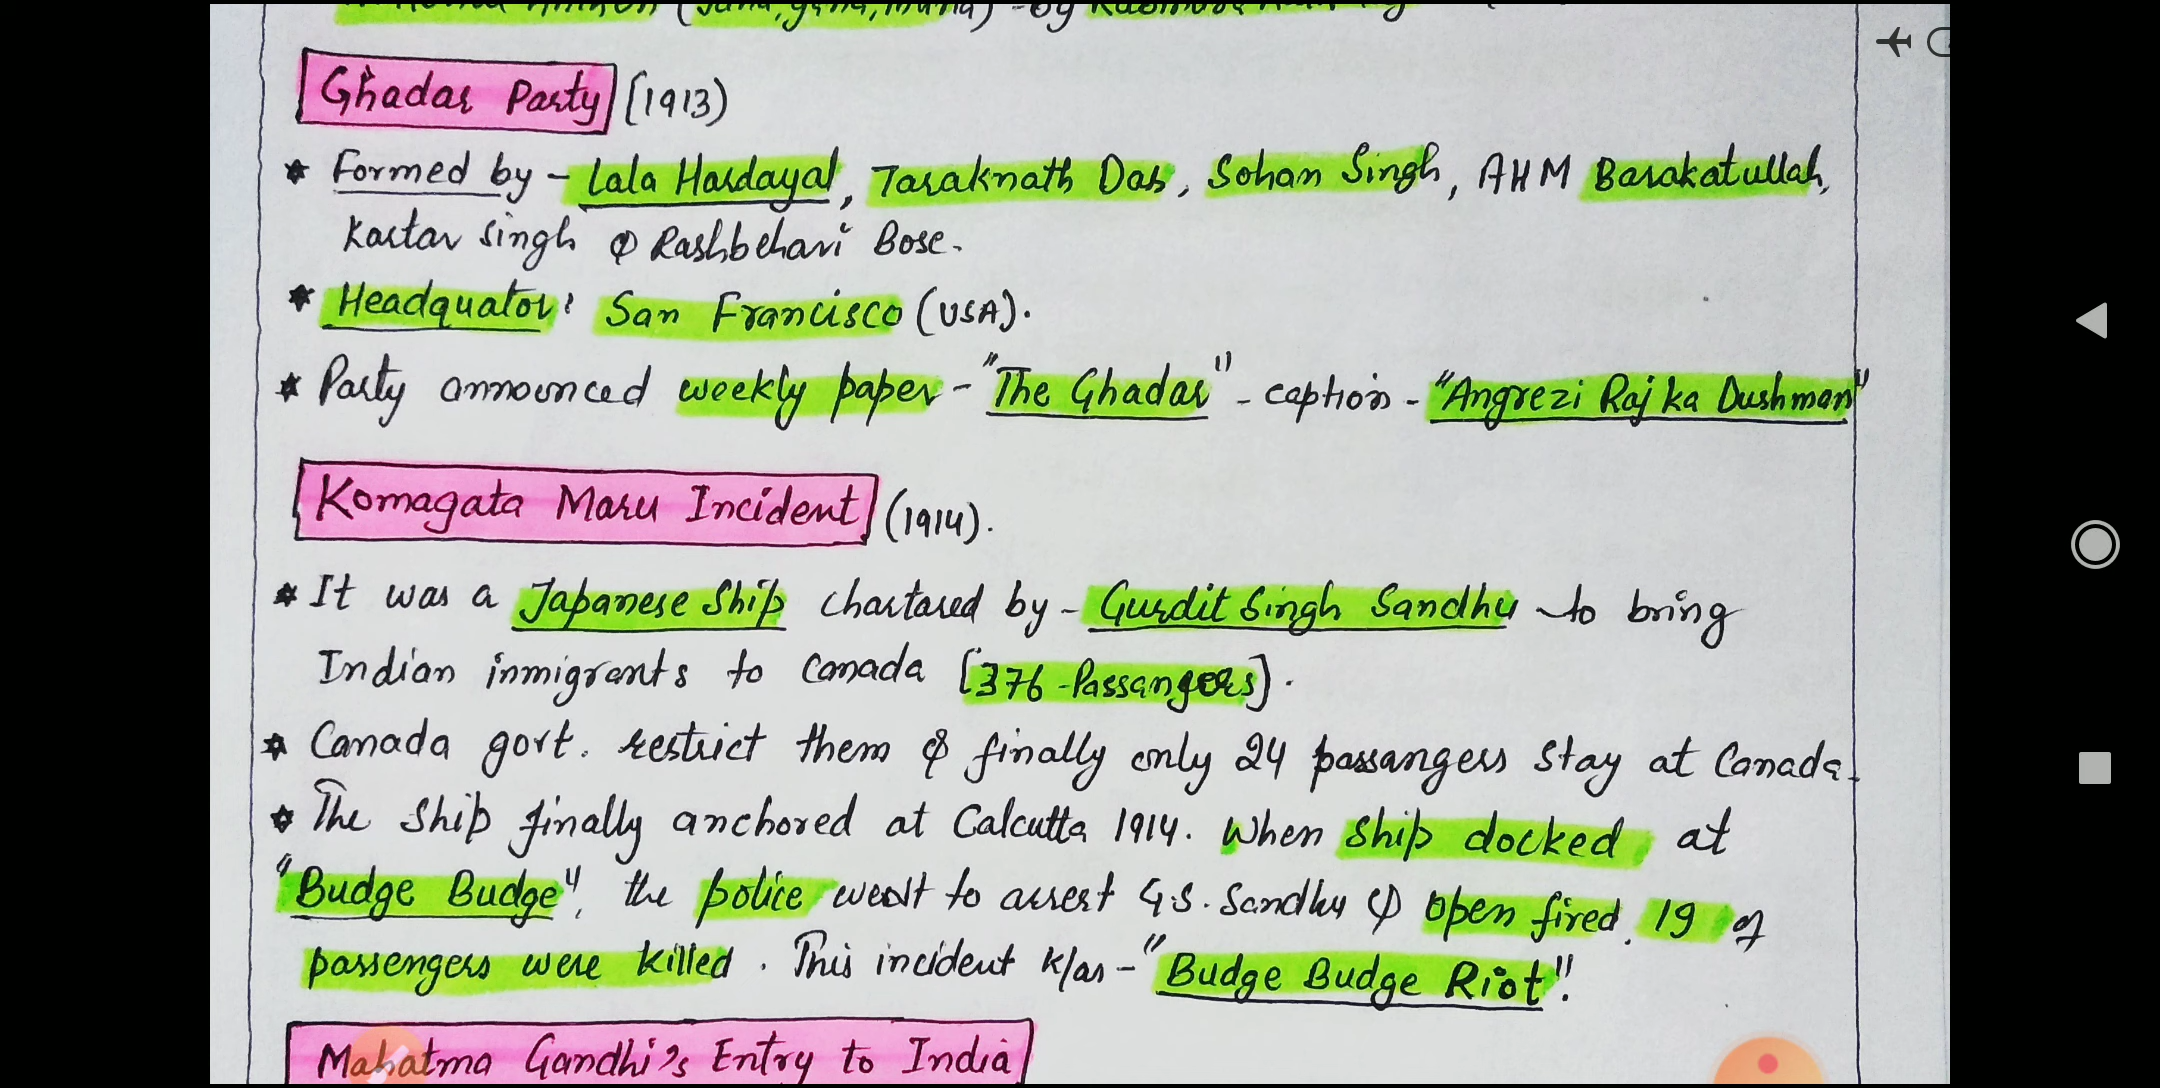 (Jana, gana, mana) - by
Ghadar Party (1913)
* Formed by - Lala Hardayal, Taraknath Das, Sohan Singh, AHM Barakatullah,
Kartar Singh & Rashbehari Bose.
* Headquator: San Francisco (USA).
* Party announced weekly paper - "The Ghadar" - caption - "Angrezi Raj ka Dushman"
Komagata Maru Incident (1914).
* It was a Japanese Ship chartared by - Gurdit Singh Sandhu to bring
Indian inmigrants to Canada [376-Passangers].
* Canada govt. restrict them & finally only 24 passangers stay at Canada.
* The Ship finally anchored at Calcutta 1914. When ship docked at
"Budge Budge", the police went to arrest G.S. Sandhu & open fired. 19 of
passengers were killed. This incident k/as - "Budge Budge Riot".
Mahatma Gandhi's Entry to India